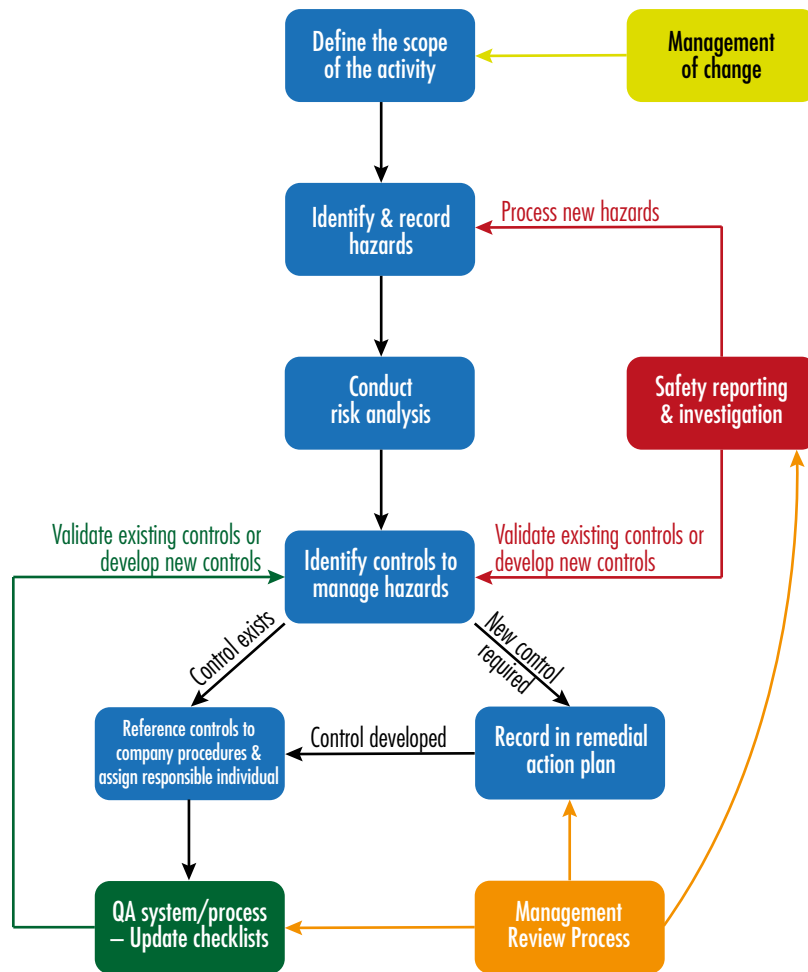 Define the scope
of the activity
Management
of change
Identify & record
hazards
Process new hazards
Conduct
risk analysis
Safety reporting
& investigation
Validate existing controls or
develop new controls
Identify controls to
manage hazards
Validate existing controls or
develop new controls
Control exists
New control
required
Reference controls to
company procedures &
assign responsible individual
Control developed
Record in remedial
action plan
QA system/process
– Update checklists
Management
Review Process